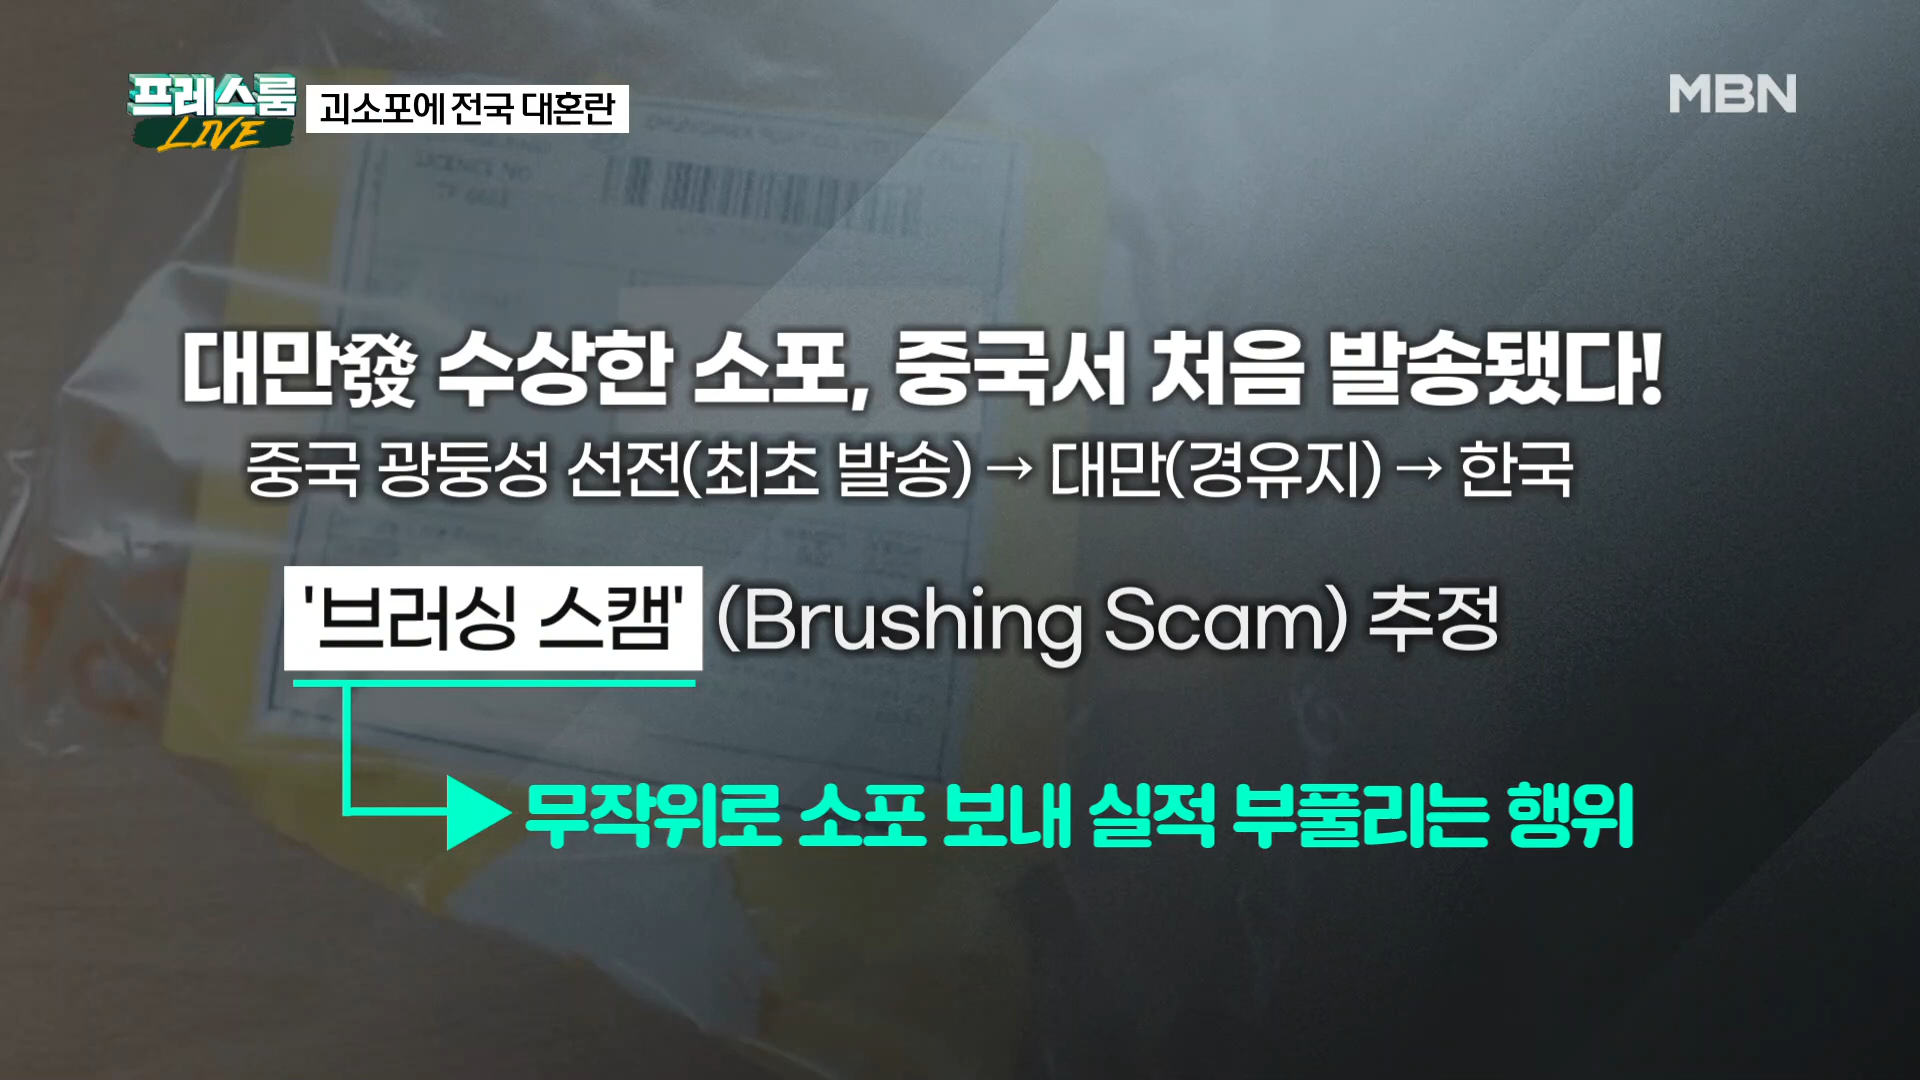 프레스룸
LIVE
괴소포에 전국 대혼란
MBN
대만發 수상한 소포, 중국서 처음 발송됐다!
중국 광둥성 선전(최초 발송)→대만(경유지)→한국
'브러싱 스캠' (Brushing Scam) 추정
무작위로 소포 보내 실적 부풀리는 행위